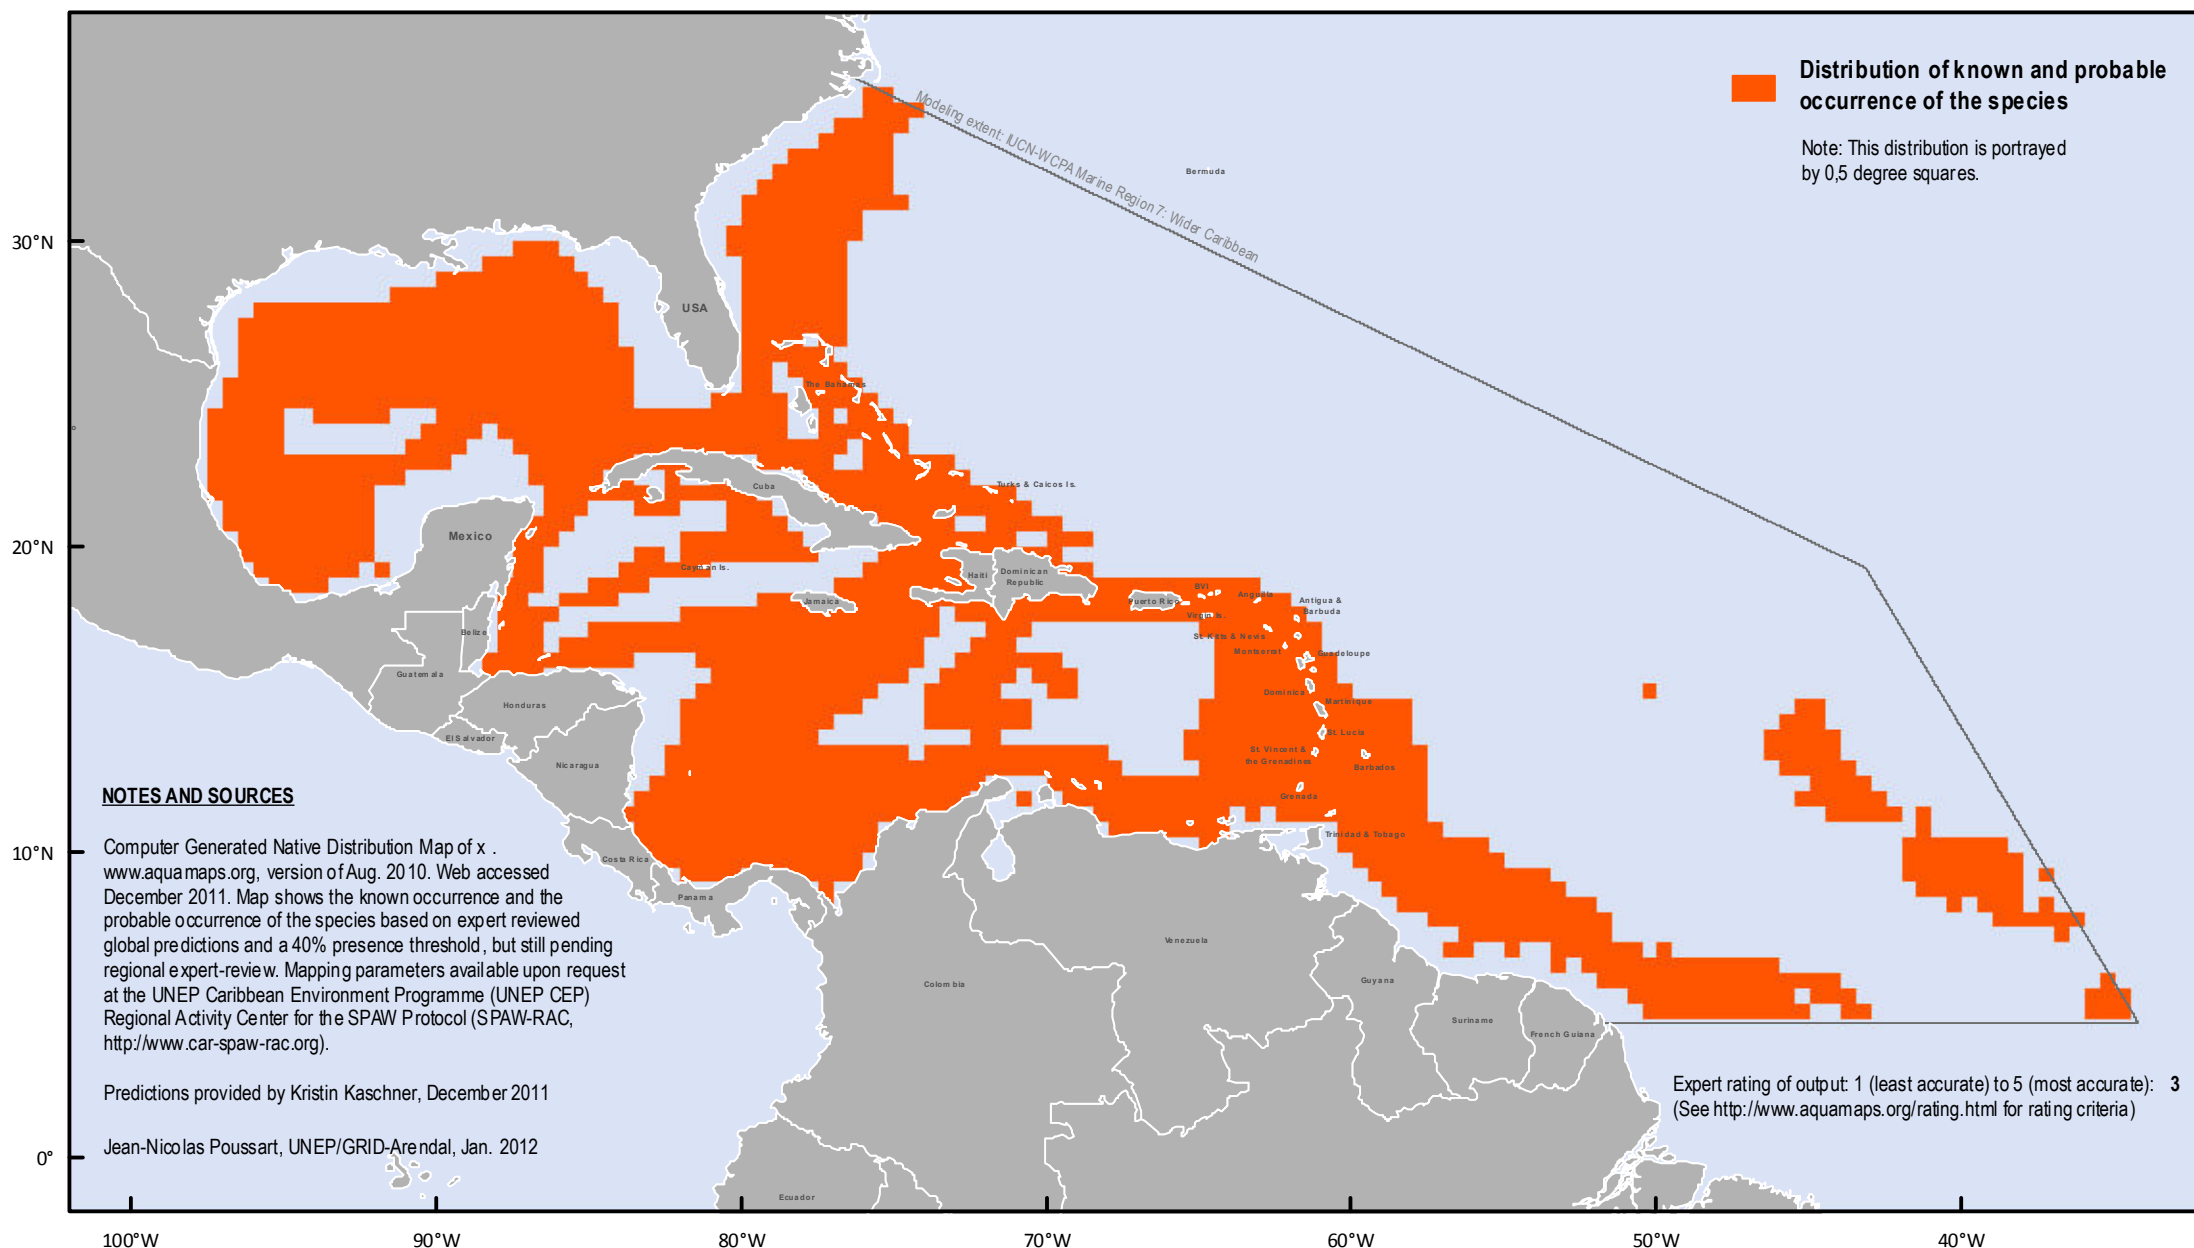 Distribution of known and probable
occurrence of the species
Note: This distribution is portrayed
by 0,5 degree squares.
Modeling extent: IUCN-WCPA Marine Region 7: Wider Caribbean
Bermuda
30°N
USA
The Bahamas
Turks & Caicos Is.
Cuba
Mexico
20°N
Cayman Is.
Haiti
Dominican
Republic
Jamaica
Puerto Rico
BVI
Virgin Is.
Anguilla
Antigua &
Barbuda
St. Kitts & Nevis
Montserrat
Guadeloupe
Belize
Guatemala
Honduras
Dominica
Martinique
El Salvador
St. Lucia
Nicaragua
St. Vincent &
the Grenadines
Barbados
Grenada
Trinidad & Tobago
10°N
Costa Rica
Panama
Venezuela
Colombia
Guyana
Suriname
French Guiana
Ecuador
0°
NOTES AND SOURCES
Computer Generated Native Distribution Map of x .
www.aquamaps.org, version of Aug. 2010. Web accessed
December 2011. Map shows the known occurrence and the
probable occurrence of the species based on expert reviewed
global predictions and a 40% presence threshold, but still pending
regional expert-review. Mapping parameters available upon request
at the UNEP Caribbean Environment Programme (UNEP CEP)
Regional Activity Center for the SPAW Protocol (SPAW-RAC,
http://www.car-spaw-rac.org).
Predictions provided by Kristin Kaschner, December 2011
Jean-Nicolas Poussart, UNEP/GRID-Arendal, Jan. 2012
Expert rating of output: 1 (least accurate) to 5 (most accurate): 3
(See http://www.aquamaps.org/rating.html for rating criteria)
100°W
90°W
80°W
70°W
60°W
50°W
40°W